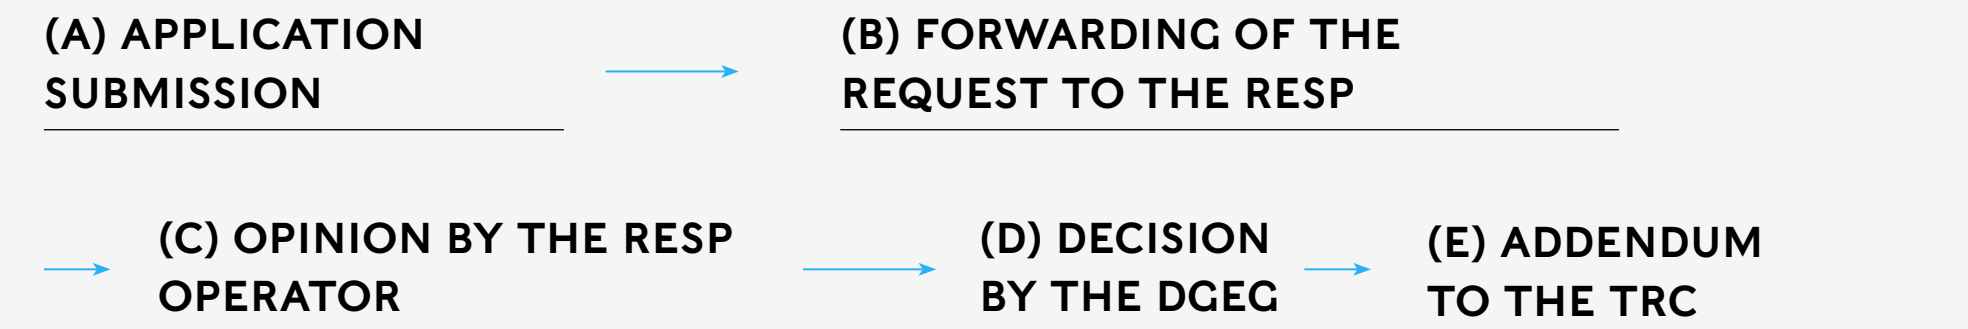 (A) APPLICATION
SUBMISSION
(B) FORWARDING OF THE
REQUEST TO THE RESP
(C) OPINION BY THE RESP
OPERATOR
(D) DECISION
BY THE DGEG
(E) ADDENDUM
TO THE TRC